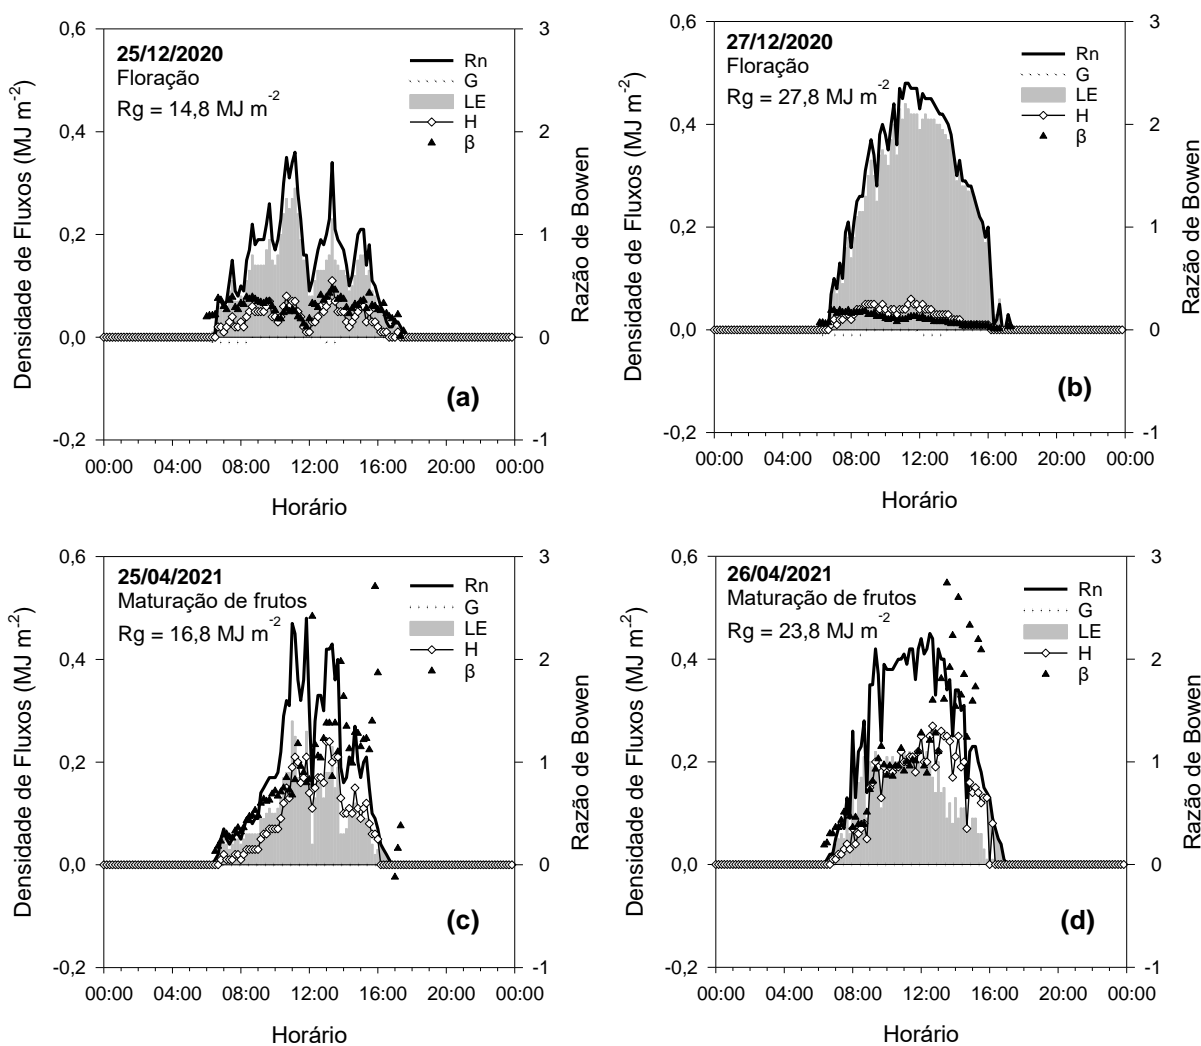 25/12/2020
Floração
Rg = 14,8 MJ m⁻²
Rn
G
LE
H
β
0,6
0,4
0,2
0,0
-0,2
Densidade de Fluxos (MJ m⁻²)
3
2
1
0
-1
Razão de Bowen
(a)
00:00 04:00 08:00 12:00 16:00 20:00 00:00
Horário
27/12/2020
Floração
Rg = 27,8 MJ m⁻²
Rn
G
LE
H
β
0,6
0,4
0,2
0,0
-0,2
Densidade de Fluxos (MJ m⁻²)
3
2
1
0
-1
Razão de Bowen
(b)
00:00 04:00 08:00 12:00 16:00 20:00 00:00
Horário
25/04/2021
Maturação de frutos
Rg = 16,8 MJ m⁻²
Rn
G
LE
H
β
0,6
0,4
0,2
0,0
-0,2
Densidade de Fluxos (MJ m⁻²)
3
2
1
0
-1
Razão de Bowen
(c)
00:00 04:00 08:00 12:00 16:00 20:00 00:00
Horário
26/04/2021
Maturação de frutos
Rg = 23,8 MJ m⁻²
Rn
G
LE
H
β
0,6
0,4
0,2
0,0
-0,2
Densidade de Fluxos (MJ m⁻²)
3
2
1
0
-1
Razão de Bowen
(d)
00:00 04:00 08:00 12:00 16:00 20:00 00:00
Horário